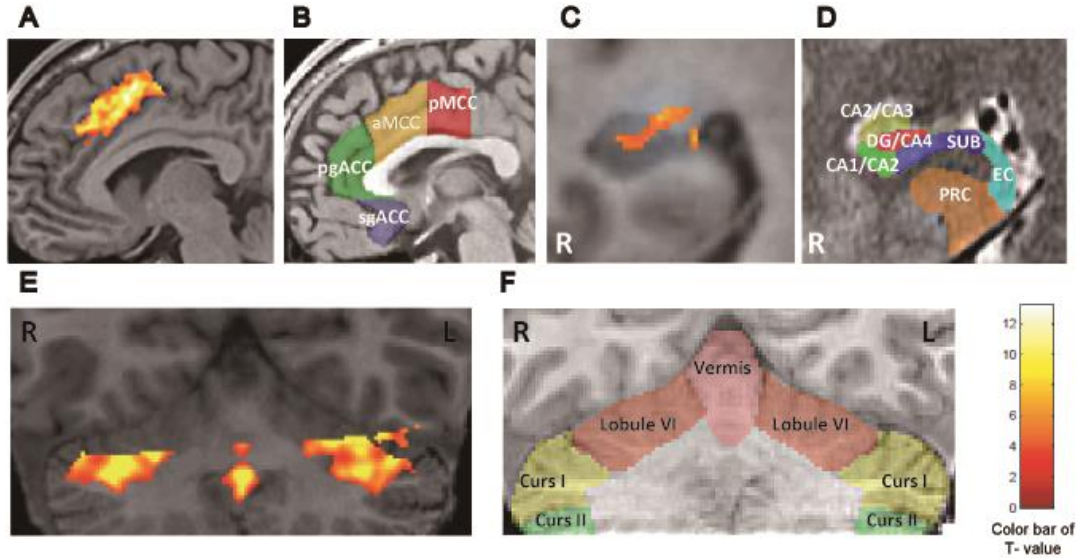 A
B
C
D
pMCC
aMCC
pgACC
sgACC
R
CA2/CA3
DG/CA4
SUB
CA1/CA2
EC
PRC
R
E
F
R
L
R
L
Vermis
Lobule VI
Lobule VI
Curs I
Curs I
Curs II
Curs II
12
10
8
6
4
2
0
Color bar of
T- value